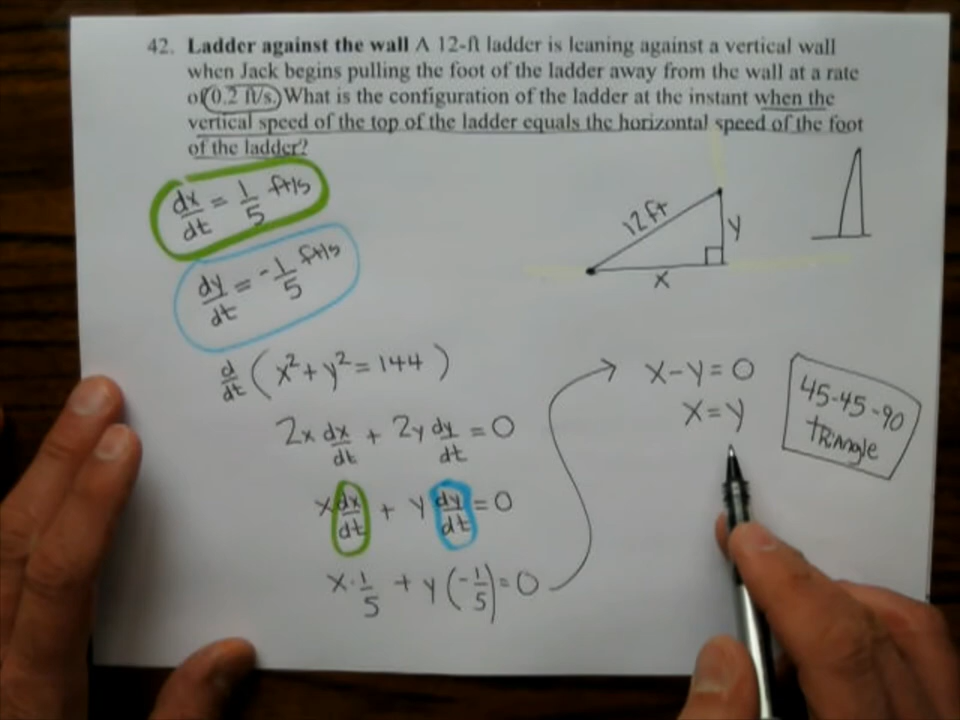 42. Ladder against the wall A 12-ft ladder is leaning against a vertical wall
when Jack begins pulling the foot of the ladder away from the wall at a rate
of 0.2 ft/s. What is the configuration of the ladder at the instant when the
vertical speed of the top of the ladder equals the horizontal speed of the foot
of the ladder?
dx/dt = 1/5 ft/s
dy/dt = -1/5 ft/s
12 ft
y
x
d/dt (x² + y² = 144)
2x dx/dt + 2y dy/dt = 0
x dx/dt + y dy/dt = 0
x · 1/5 + y(-1/5) = 0
x - y = 0
x = y
45-45-90
TRiangle